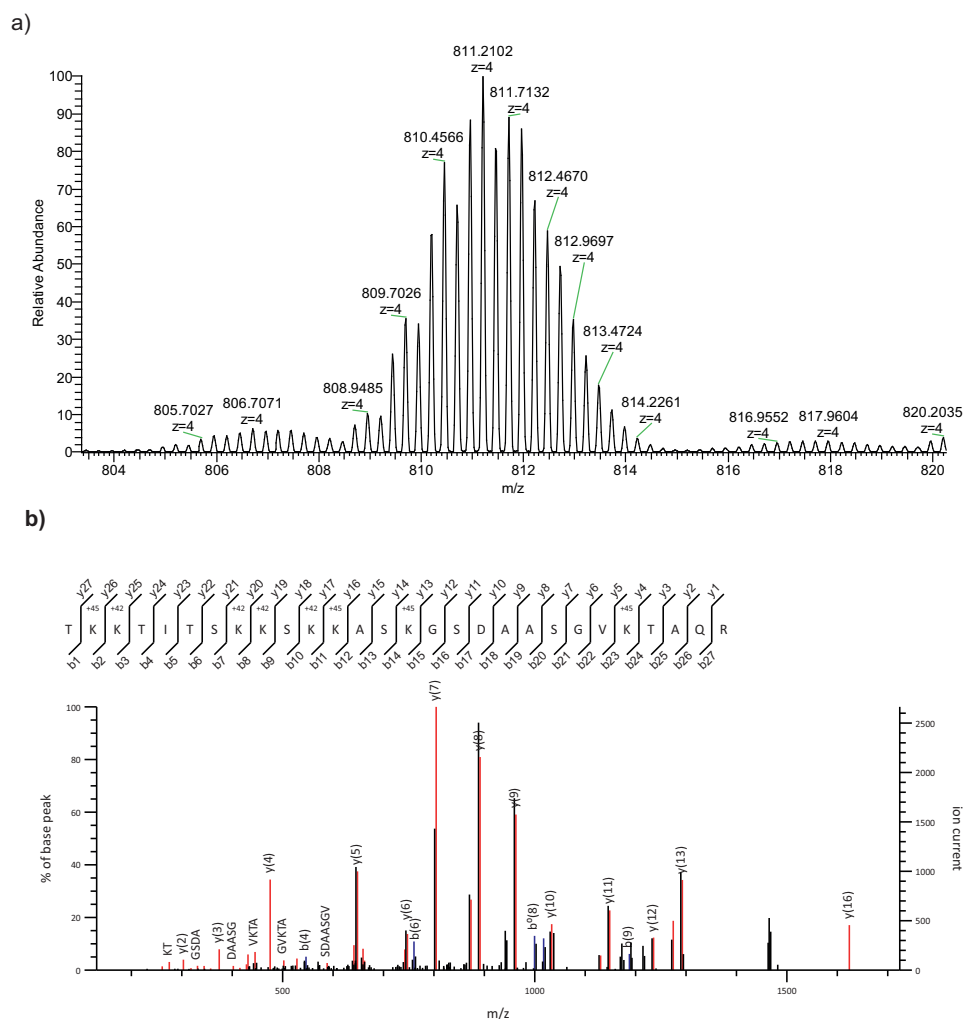 a)
811.2102
z=4
811.7132
z=4
810.4566
z=4
812.4670
z=4
812.9697
z=4
809.7026
z=4
813.4724
z=4
808.9485
z=4
814.2261
z=4
805.7027
z=4
806.7071
z=4
816.9552
z=4
817.9604
z=4
820.2035
z=4
100
90
80
70
60
50
40
30
20
10
0
Relative Abundance
804 806 808 810 812 814 816 818 820
m/z
b)
y27 y26 y25 y24 y23 y22 y21 y20 y19 y18 y17 y16 y15 y14 y13 y12 y11 y10 y9 y8 y7 y6 y5 y4 y3 y2 y1
+45 +42 +42 +42 +42 +45 +45 +45
T K K T I T S K K S K K A S K G S D A A S G V K T A Q R
b1 b2 b3 b4 b5 b6 b7 b8 b9 b10 b11 b12 b13 b14 b15 b16 b17 b18 b19 b20 b21 b22 b23 b24 b25 b26 b27
100
80
60
40
20
0
% of base peak
KT
y(2)
GSDA
y(3)
DAASG
VKTA
y(4)
GVKTA
b(4)
SDAASGV
y(5)
y(6)
b(6)
y(7)
y(8)
y(9)
b°(8)
y(10)
y(11)
b(9)
y(12)
y(13)
y(16)
2500
2000
1500
1000
500
0
ion current
500 1000 1500
m/z